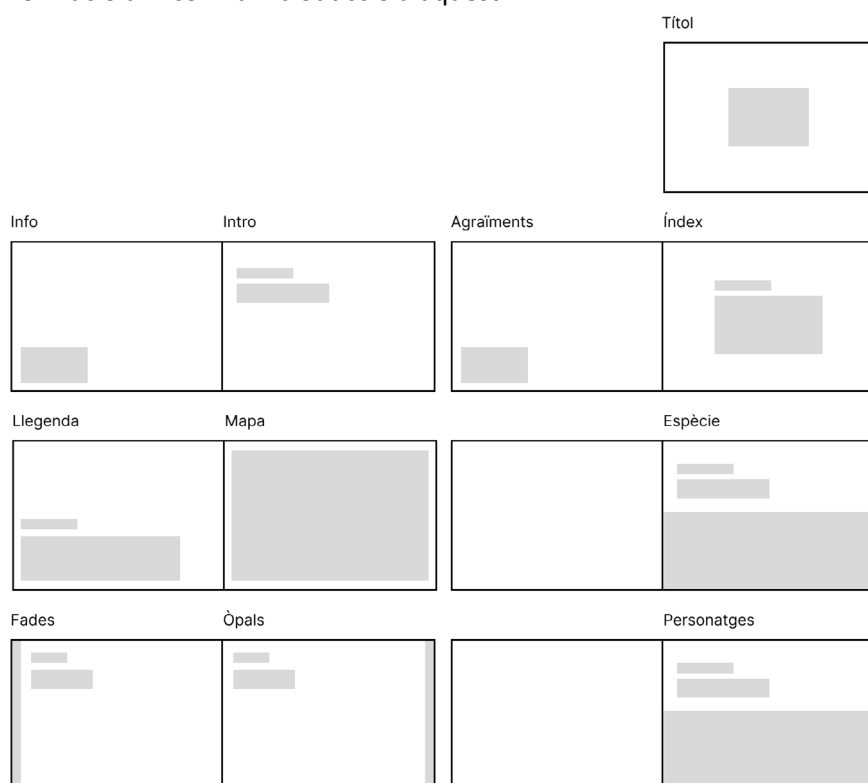 Títol
Info
Intro
Agraïments
Índex
Llegenda
Mapa
Espècie
Fades
Òpals
Personatges